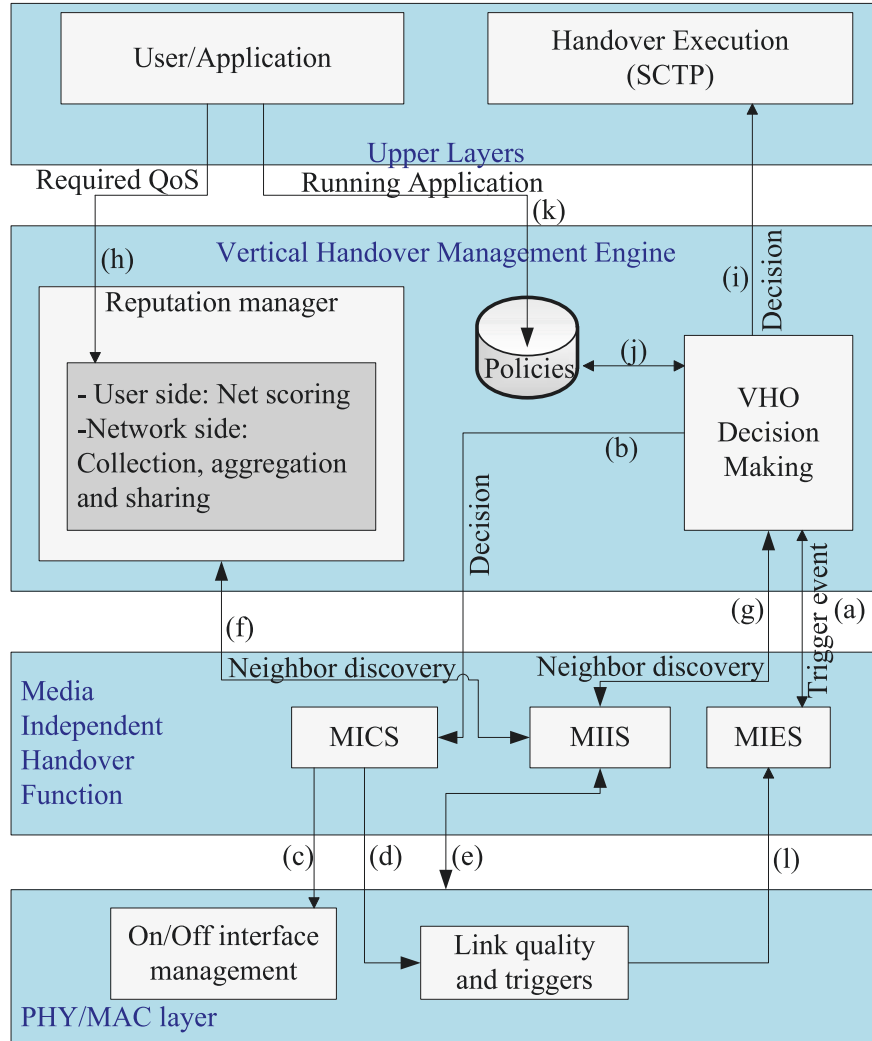 User/Application
Handover Execution
(SCTP)
Upper Layers
Required QoS
Running Application
(k)
Vertical Handover Management Engine
(h)
(i)
Decision
Reputation manager
Policies
(j)
- User side: Net scoring
-Network side:
Collection, aggregation
and sharing
VHO
Decision
Making
(b)
Decision
(f)
(g)
(a)
Trigger event
Neighbor discovery
Neighbor discovery
Media
Independent
Handover
Function
MICS
MIIS
MIES
(c)
(d)
(e)
(l)
On/Off interface
management
Link quality
and triggers
PHY/MAC layer